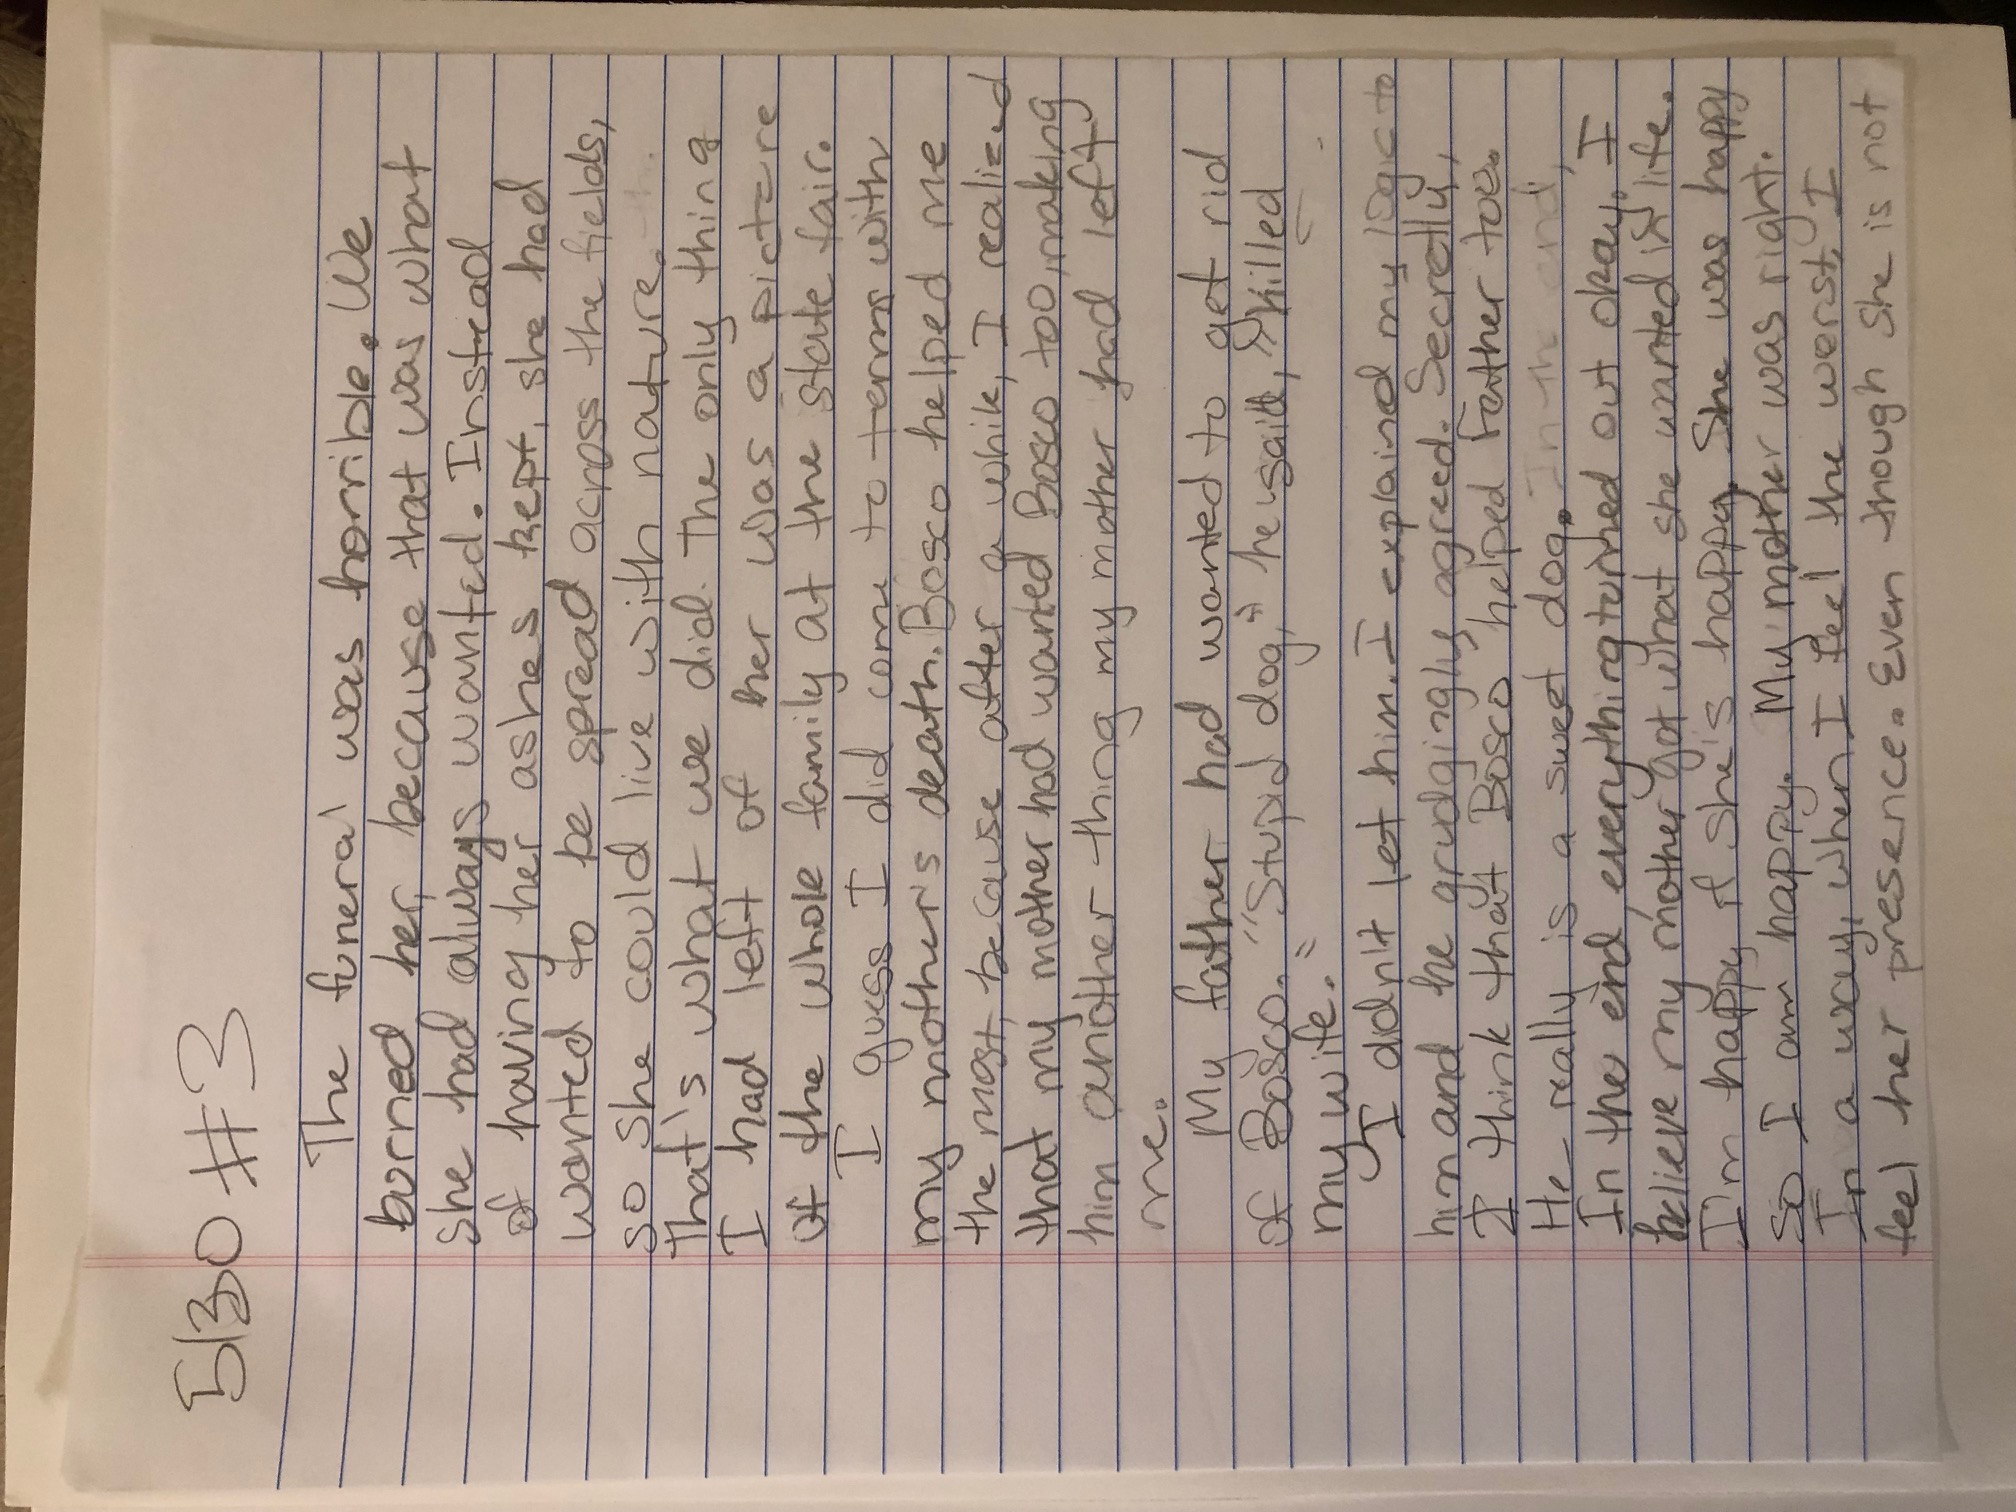 5/30 #3
The funeral was horrible. We
burned her, because that was what
she had always wanted. Instead
of having her ashes kept, she had
wanted to be spread across the fields,
so she could live with nature.
That's what we did. The only thing
I had left of her was a picture
of the whole family at the state fair.
I guess I did come to terms with
my mother's death. Bosco helped me
the most, because after a while, I realized
that my mother had wanted Bosco too, making
him another thing my mother had left
me.
My father had wanted to get rid
of Bosco. "Stupid dog," he said, "killed
my wife."
I didn't let him. I explained my logic to
him and he grudgingly agreed. Secretly,
I think that Bosco helped Father too.
He really is a sweet dog. In the end,
In the end, everything turned out okay. I
believe my mother got what she wanted in life.
I'm happy if she's happy. She was happy
so I am happy. My mother was right.
In a way, when I feel the worst, I
feel her presence. Even though she is not